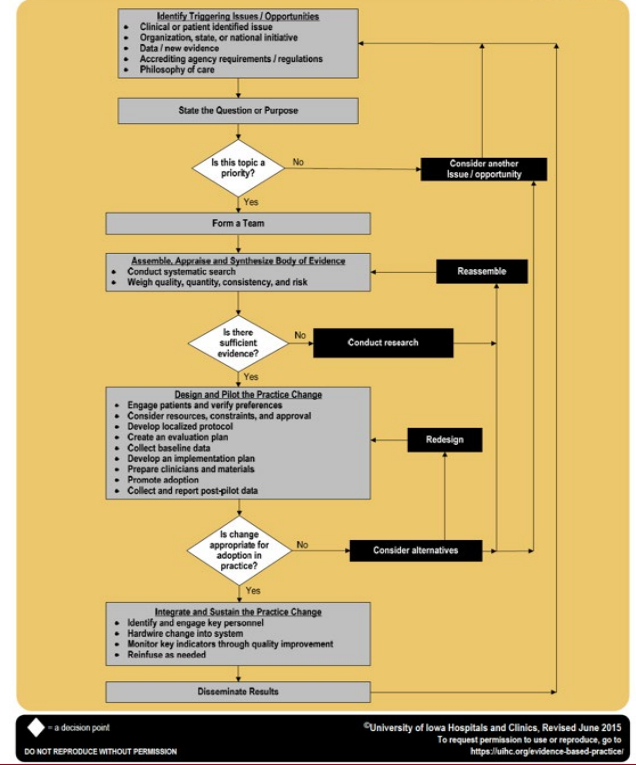 Identify Triggering Issues / Opportunities
• Clinical or patient identified issue
• Organization, state, or national initiative
• Data / new evidence
• Accrediting agency requirements / regulations
• Philosophy of care
State the Question or Purpose
Is this topic a
priority?
No
Consider another
Issue / opportunity
Yes
Form a Team
Assemble, Appraise and Synthesize Body of Evidence
• Conduct systematic search
• Weigh quality, quantity, consistency, and risk
Reassemble
Is there
sufficient
evidence?
No
Conduct research
Yes
Design and Pilot the Practice Change
• Engage patients and verify preferences
• Consider resources, constraints, and approval
• Develop localized protocol
• Create an evaluation plan
• Collect baseline data
• Develop an implementation plan
• Prepare clinicians and materials
• Promote adoption
• Collect and report post-pilot data
Redesign
Is change
appropriate for
adoption in
practice?
No
Consider alternatives
Yes
Integrate and Sustain the Practice Change
• Identify and engage key personnel
• Hardwire change into system
• Monitor key indicators through quality improvement
• Reinfuse as needed
Disseminate Results
= a decision point
©University of Iowa Hospitals and Clinics, Revised June 2015
To request permission to use or reproduce, go to
DO NOT REPRODUCE WITHOUT PERMISSION
https://uihc.org/evidence-based-practice/